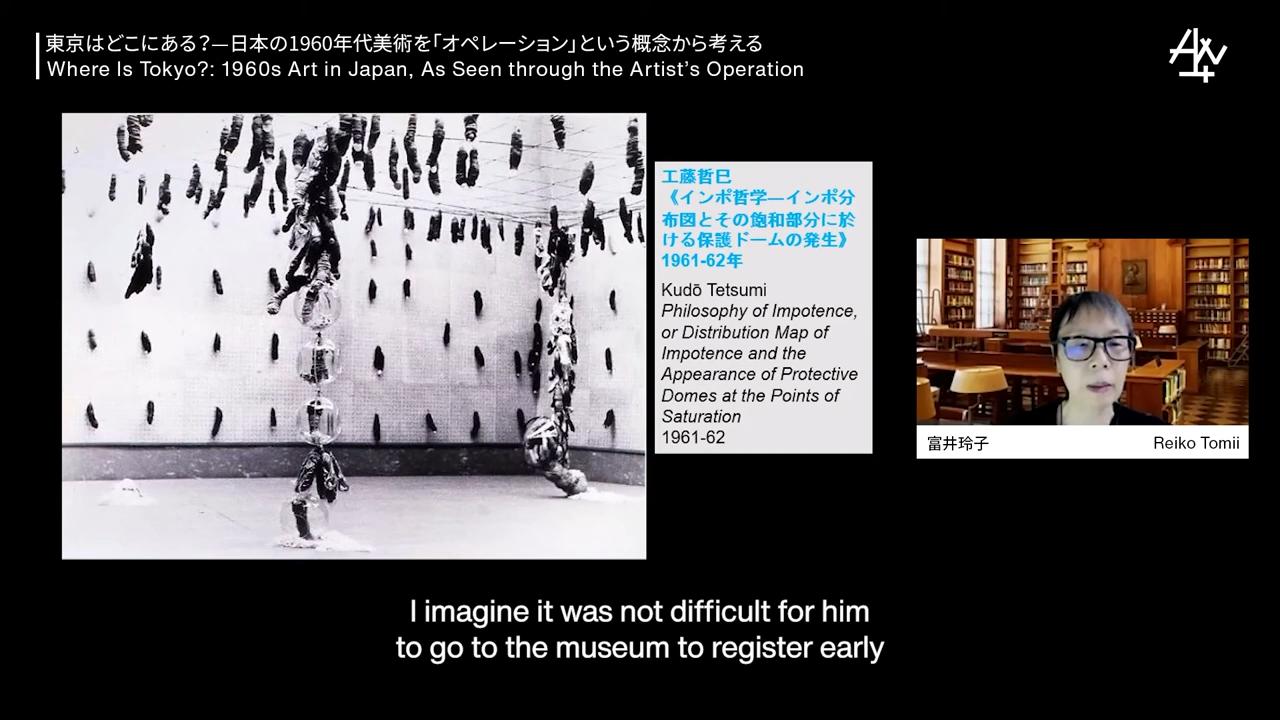 東京はどこにある？—日本の1960年代美術を「オペレーション」という概念から考える
Where Is Tokyo?: 1960s Art in Japan, As Seen through the Artist's Operation
工藤哲巳
《インポ哲学—インポ分
布図とその飽和部分に於
ける保護ドームの発生》
1961-62年
Kudō Tetsumi
Philosophy of Impotence,
or Distribution Map of
Impotence and the
Appearance of Protective
Domes at the Points of
Saturation
1961-62
富井玲子 Reiko Tomii
I imagine it was not difficult for him
to go to the museum to register early